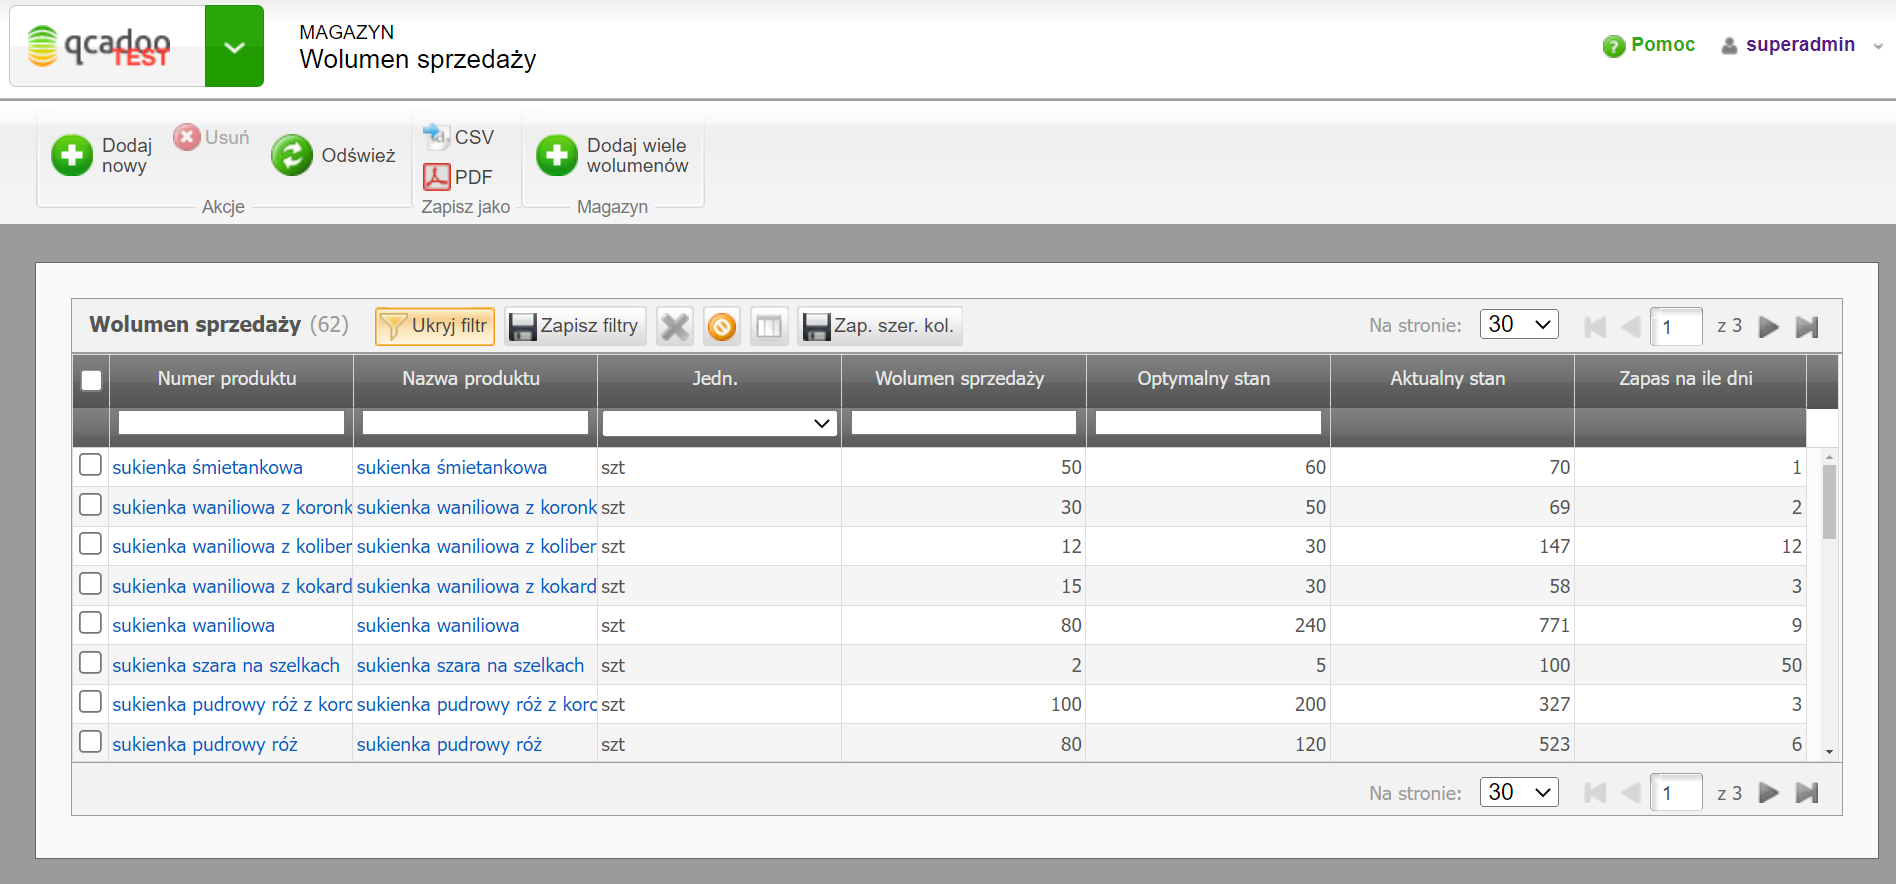 qcadoo
TEST
MAGAZYN
Wolumen sprzedaży
Pomoc
superadmin
Dodaj
nowy
Usuń
Odśwież
Akcje
CSV
PDF
Zapisz jako
Dodaj wiele
wolumenów
Magazyn
Wolumen sprzedaży (62) Ukryj filtr Zapisz filtry Zap. szer. kol. Na stronie: 30 1 z 3
Numer produktu Nazwa produktu Jedn. Wolumen sprzedaży Optymalny stan Aktualny stan Zapas na ile dni
sukienka śmietankowa sukienka śmietankowa szt 50 60 70 1
sukienka waniliowa z koronk sukienka waniliowa z koronk szt 30 50 69 2
sukienka waniliowa z koliber sukienka waniliowa z koliber szt 12 30 147 12
sukienka waniliowa z kokard sukienka waniliowa z kokard szt 15 30 58 3
sukienka waniliowa sukienka waniliowa szt 80 240 771 9
sukienka szara na szelkach sukienka szara na szelkach szt 2 5 100 50
sukienka pudrowy róż z korc sukienka pudrowy róż z korc szt 100 200 327 3
sukienka pudrowy róż sukienka pudrowy róż szt 80 120 523 6
Na stronie: 30 1 z 3